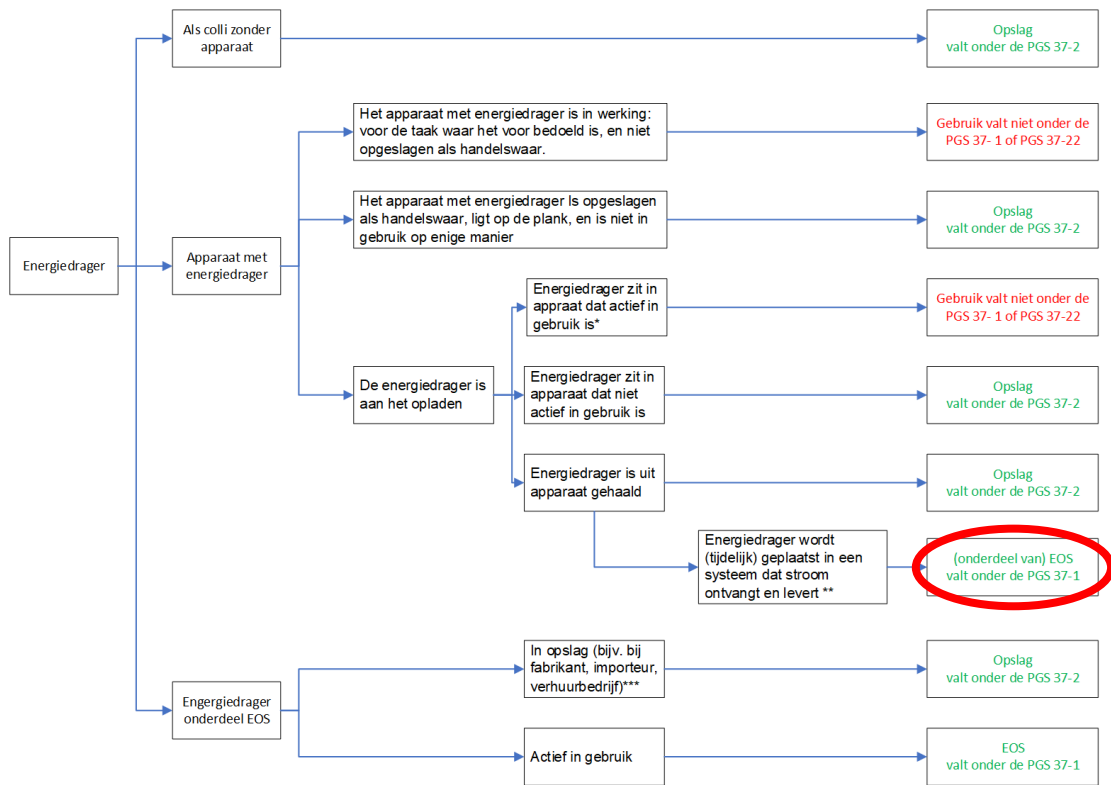 Als colli zonder
apparaat
Opslag
valt onder de PGS 37-2
Het apparaat met energiedrager is in werking:
voor de taak waar het voor bedoeld is, en niet
opgeslagen als handelswaar.
Gebruik valt niet onder de
PGS 37- 1 of PGS 37-22
Het apparaat met energiedrager Is opgeslagen
als handelswaar, ligt op de plank, en is niet in
gebruik op enige manier
Opslag
valt onder de PGS 37-2
Energiedrager
Apparaat met
energiedrager
Energiedrager zit in
appraat dat actief in
gebruik is*
Gebruik valt niet onder de
PGS 37- 1 of PGS 37-22
De energiedrager is
aan het opladen
Energiedrager zit in
apparaat dat niet
actief in gebruik is
Opslag
valt onder de PGS 37-2
Energiedrager is uit
apparaat gehaald
Opslag
valt onder de PGS 37-2
Energiedrager wordt
(tijdelijk) geplaatst in een
systeem dat stroom
ontvangt en levert **
(onderdeel van) EOS
valt onder de PGS 37-1
Engergiedrager
onderdeel EOS
In opslag (bijv. bij
fabrikant, importeur,
verhuurbedrijf)***
Opslag
valt onder de PGS 37-2
Actief in gebruik
EOS
valt onder de PGS 37-1